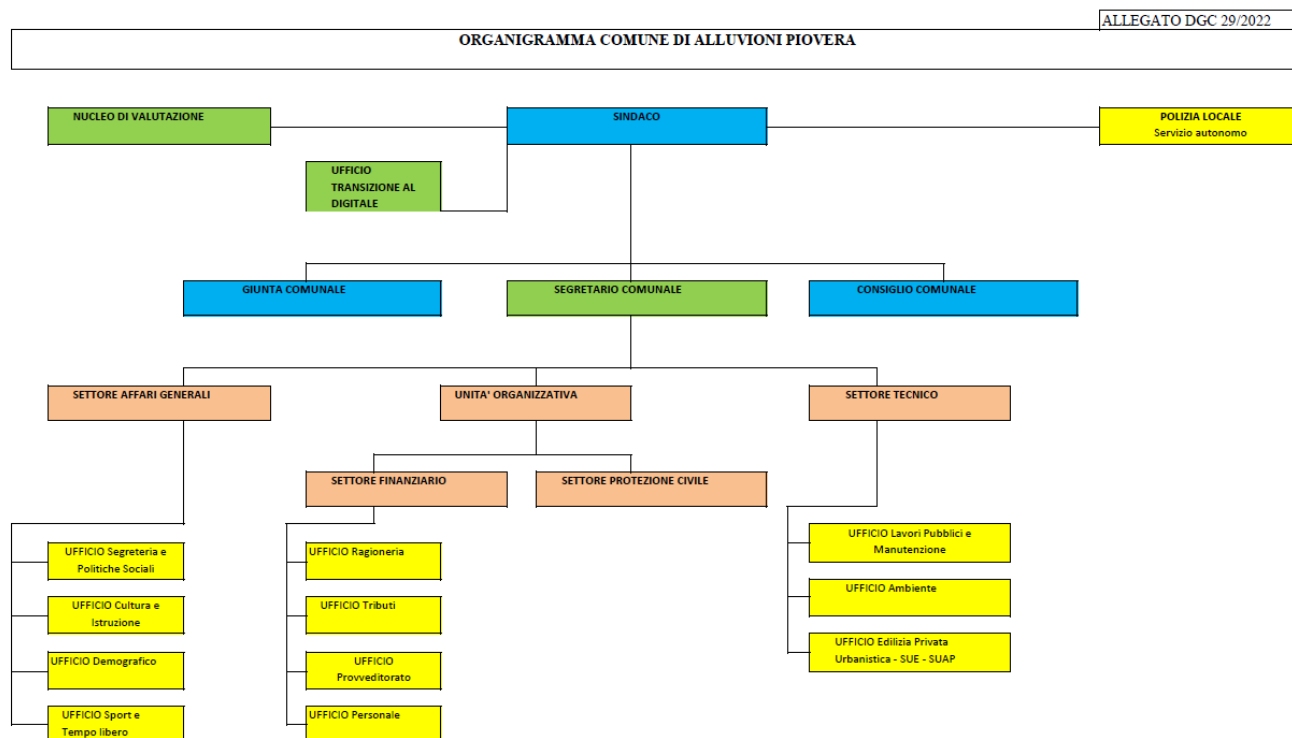 ALLEGATO DGC 29/2022
ORGANIGRAMMA COMUNE DI ALLUVIONI PIOVERA
NUCLEO DI VALUTAZIONE
SINDACO
POLIZIA LOCALE
Servizio autonomo
UFFICIO
TRANSIZIONE AL
DIGITALE
GIUNTA COMUNALE
SEGRETARIO COMUNALE
CONSIGLIO COMUNALE
SETTORE AFFARI GENERALI
UNITA' ORGANIZZATIVA
SETTORE TECNICO
SETTORE FINANZIARIO
SETTORE PROTEZIONE CIVILE
UFFICIO Segreteria e
Politiche Sociali
UFFICIO Cultura e
Istruzione
UFFICIO Demografico
UFFICIO Sport e
Tempo libero
UFFICIO Ragioneria
UFFICIO Tributi
UFFICIO
Provveditorato
UFFICIO Personale
UFFICIO Lavori Pubblici e
Manutenzione
UFFICIO Ambiente
UFFICIO Edilizia Privata
Urbanistica - SUE - SUAP